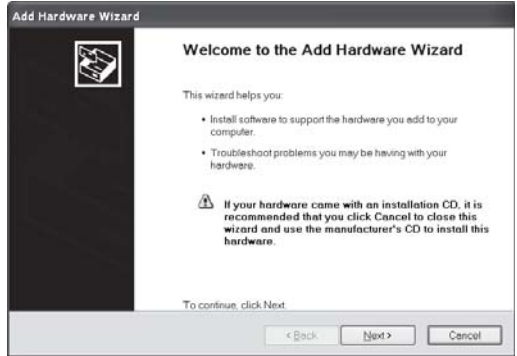 Add Hardware Wizard
Welcome to the Add Hardware Wizard
This wizard helps you:
• Install software to support the hardware you add to your
computer.
• Troubleshoot problems you may be having with your
hardware.
If your hardware came with an installation CD, it is
recommended that you click Cancel to close this
wizard and use the manufacturer's CD to install this
hardware.
To continue, click Next.
< Back Next > Cancel